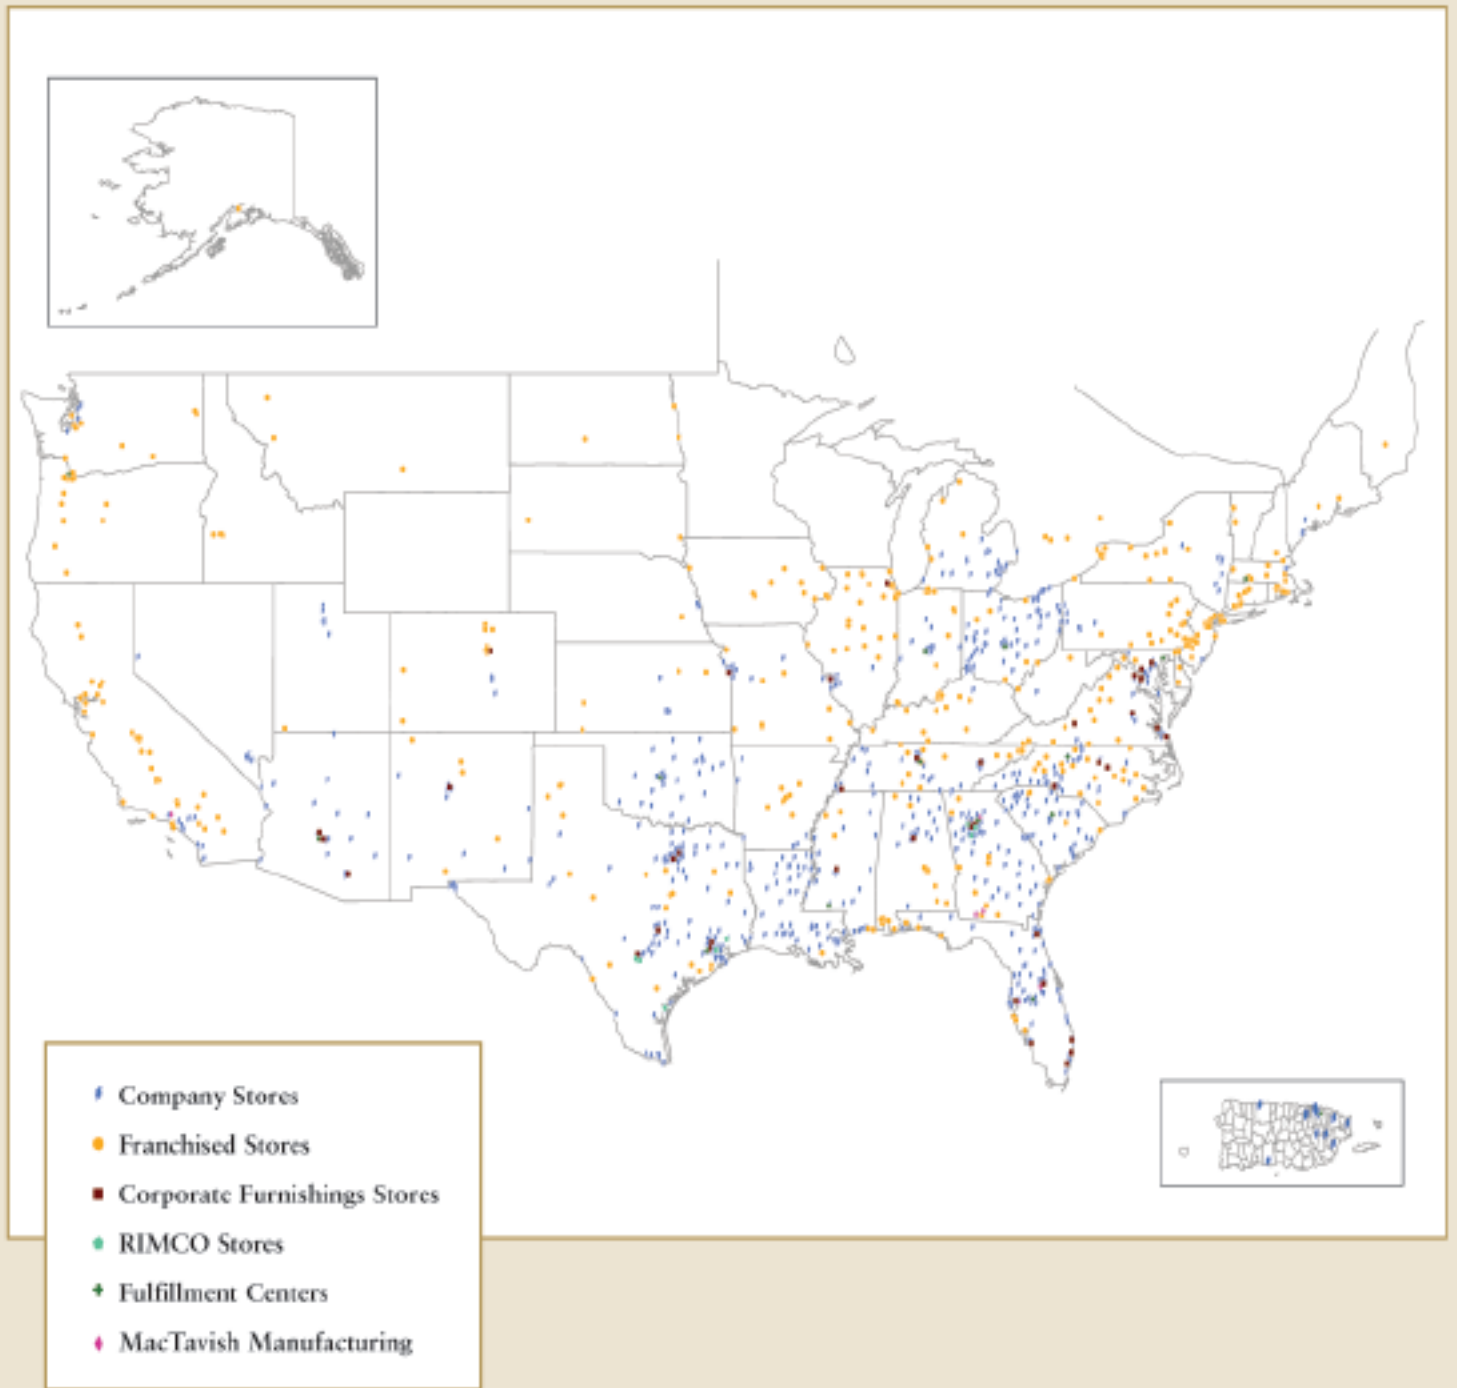 Company Stores
Franchised Stores
Corporate Furnishings Stores
RIMCO Stores
Fulfillment Centers
MacTavish Manufacturing